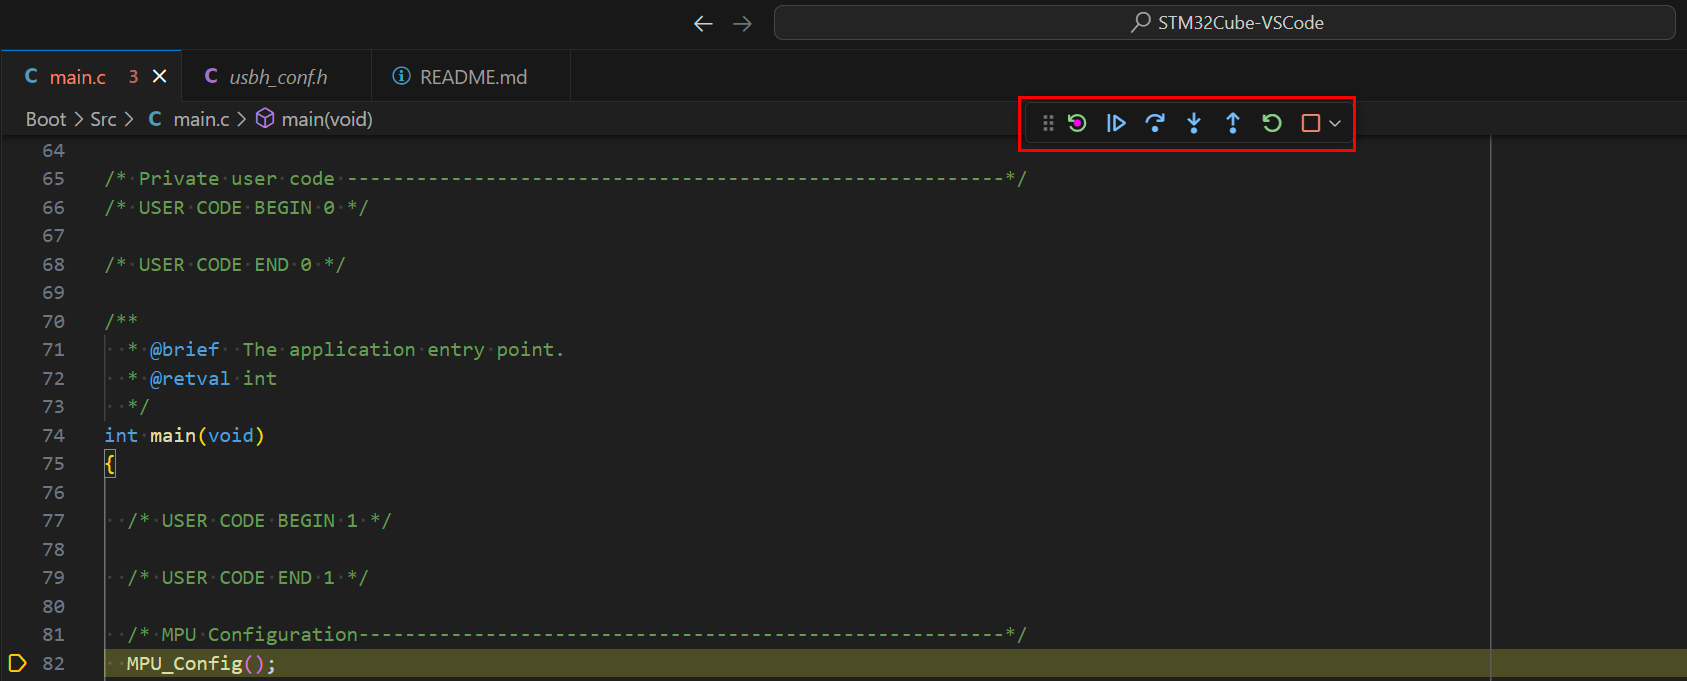 STM32Cube-VSCode
C main.c 3 C usbh_conf.h README.md
Boot > Src > C main.c > main(void)
64
65 /* Private user code ---------------------------------------------------------*/
66 /* USER CODE BEGIN 0 */
67
68 /* USER CODE END 0 */
69
70 /**
71 * @brief  The application entry point.
72 * @retval int
73 */
74 int main(void)
75 {
76
77 /* USER CODE BEGIN 1 */
78
79 /* USER CODE END 1 */
80
81 /* MPU Configuration--------------------------------------------------------*/
82 MPU_Config();